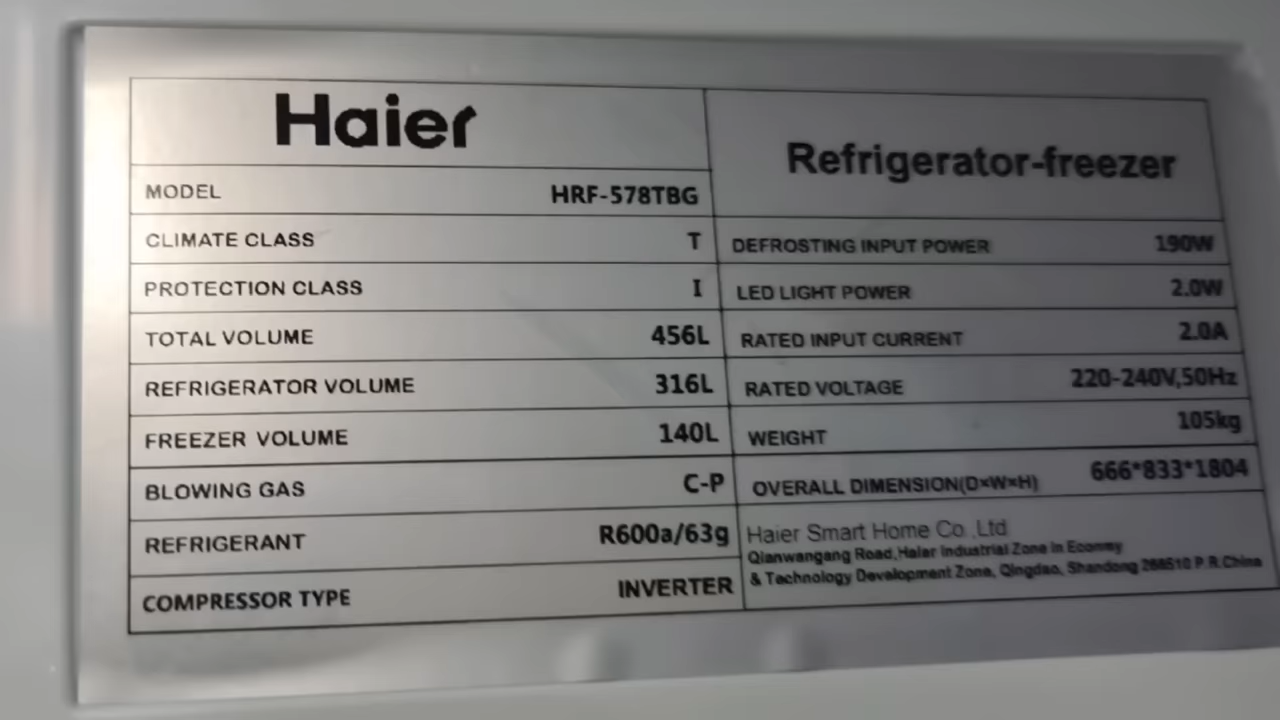 Haier
Refrigerator-freezer
MODEL HRF-578TBG
CLIMATE CLASS T
PROTECTION CLASS I
TOTAL VOLUME 456L
REFRIGERATOR VOLUME 316L
FREEZER VOLUME 140L
BLOWING GAS C-P
REFRIGERANT R600a/63g
COMPRESSOR TYPE INVERTER
DEFROSTING INPUT POWER 190W
LED LIGHT POWER 2.0W
RATED INPUT CURRENT 2.0A
RATED VOLTAGE 220-240V,50Hz
WEIGHT 105kg
OVERALL DIMENSION(D×W×H) 666*833*1804
Haier Smart Home Co.,Ltd
Qianwangang Road,Haier Industrial Zone in
& Technology Development Zone, Qingdao, Shandong 266510 P.R.China